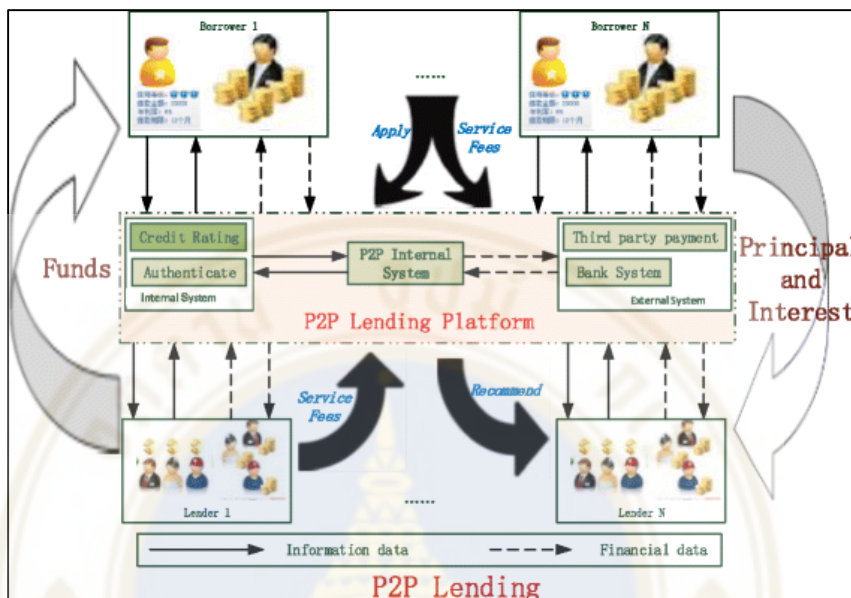 Borrower 1
Borrower N
......
Apply
Service
Fees
Credit Rating
Authenticate
Internal System
P2P Internal
System
Third party payment
Bank System
External System
Funds
P2P Lending Platform
Principal
and
Interest
Service
Fees
Recommend
Lender 1
......
Lender N
Information data
Financial data
P2P Lending